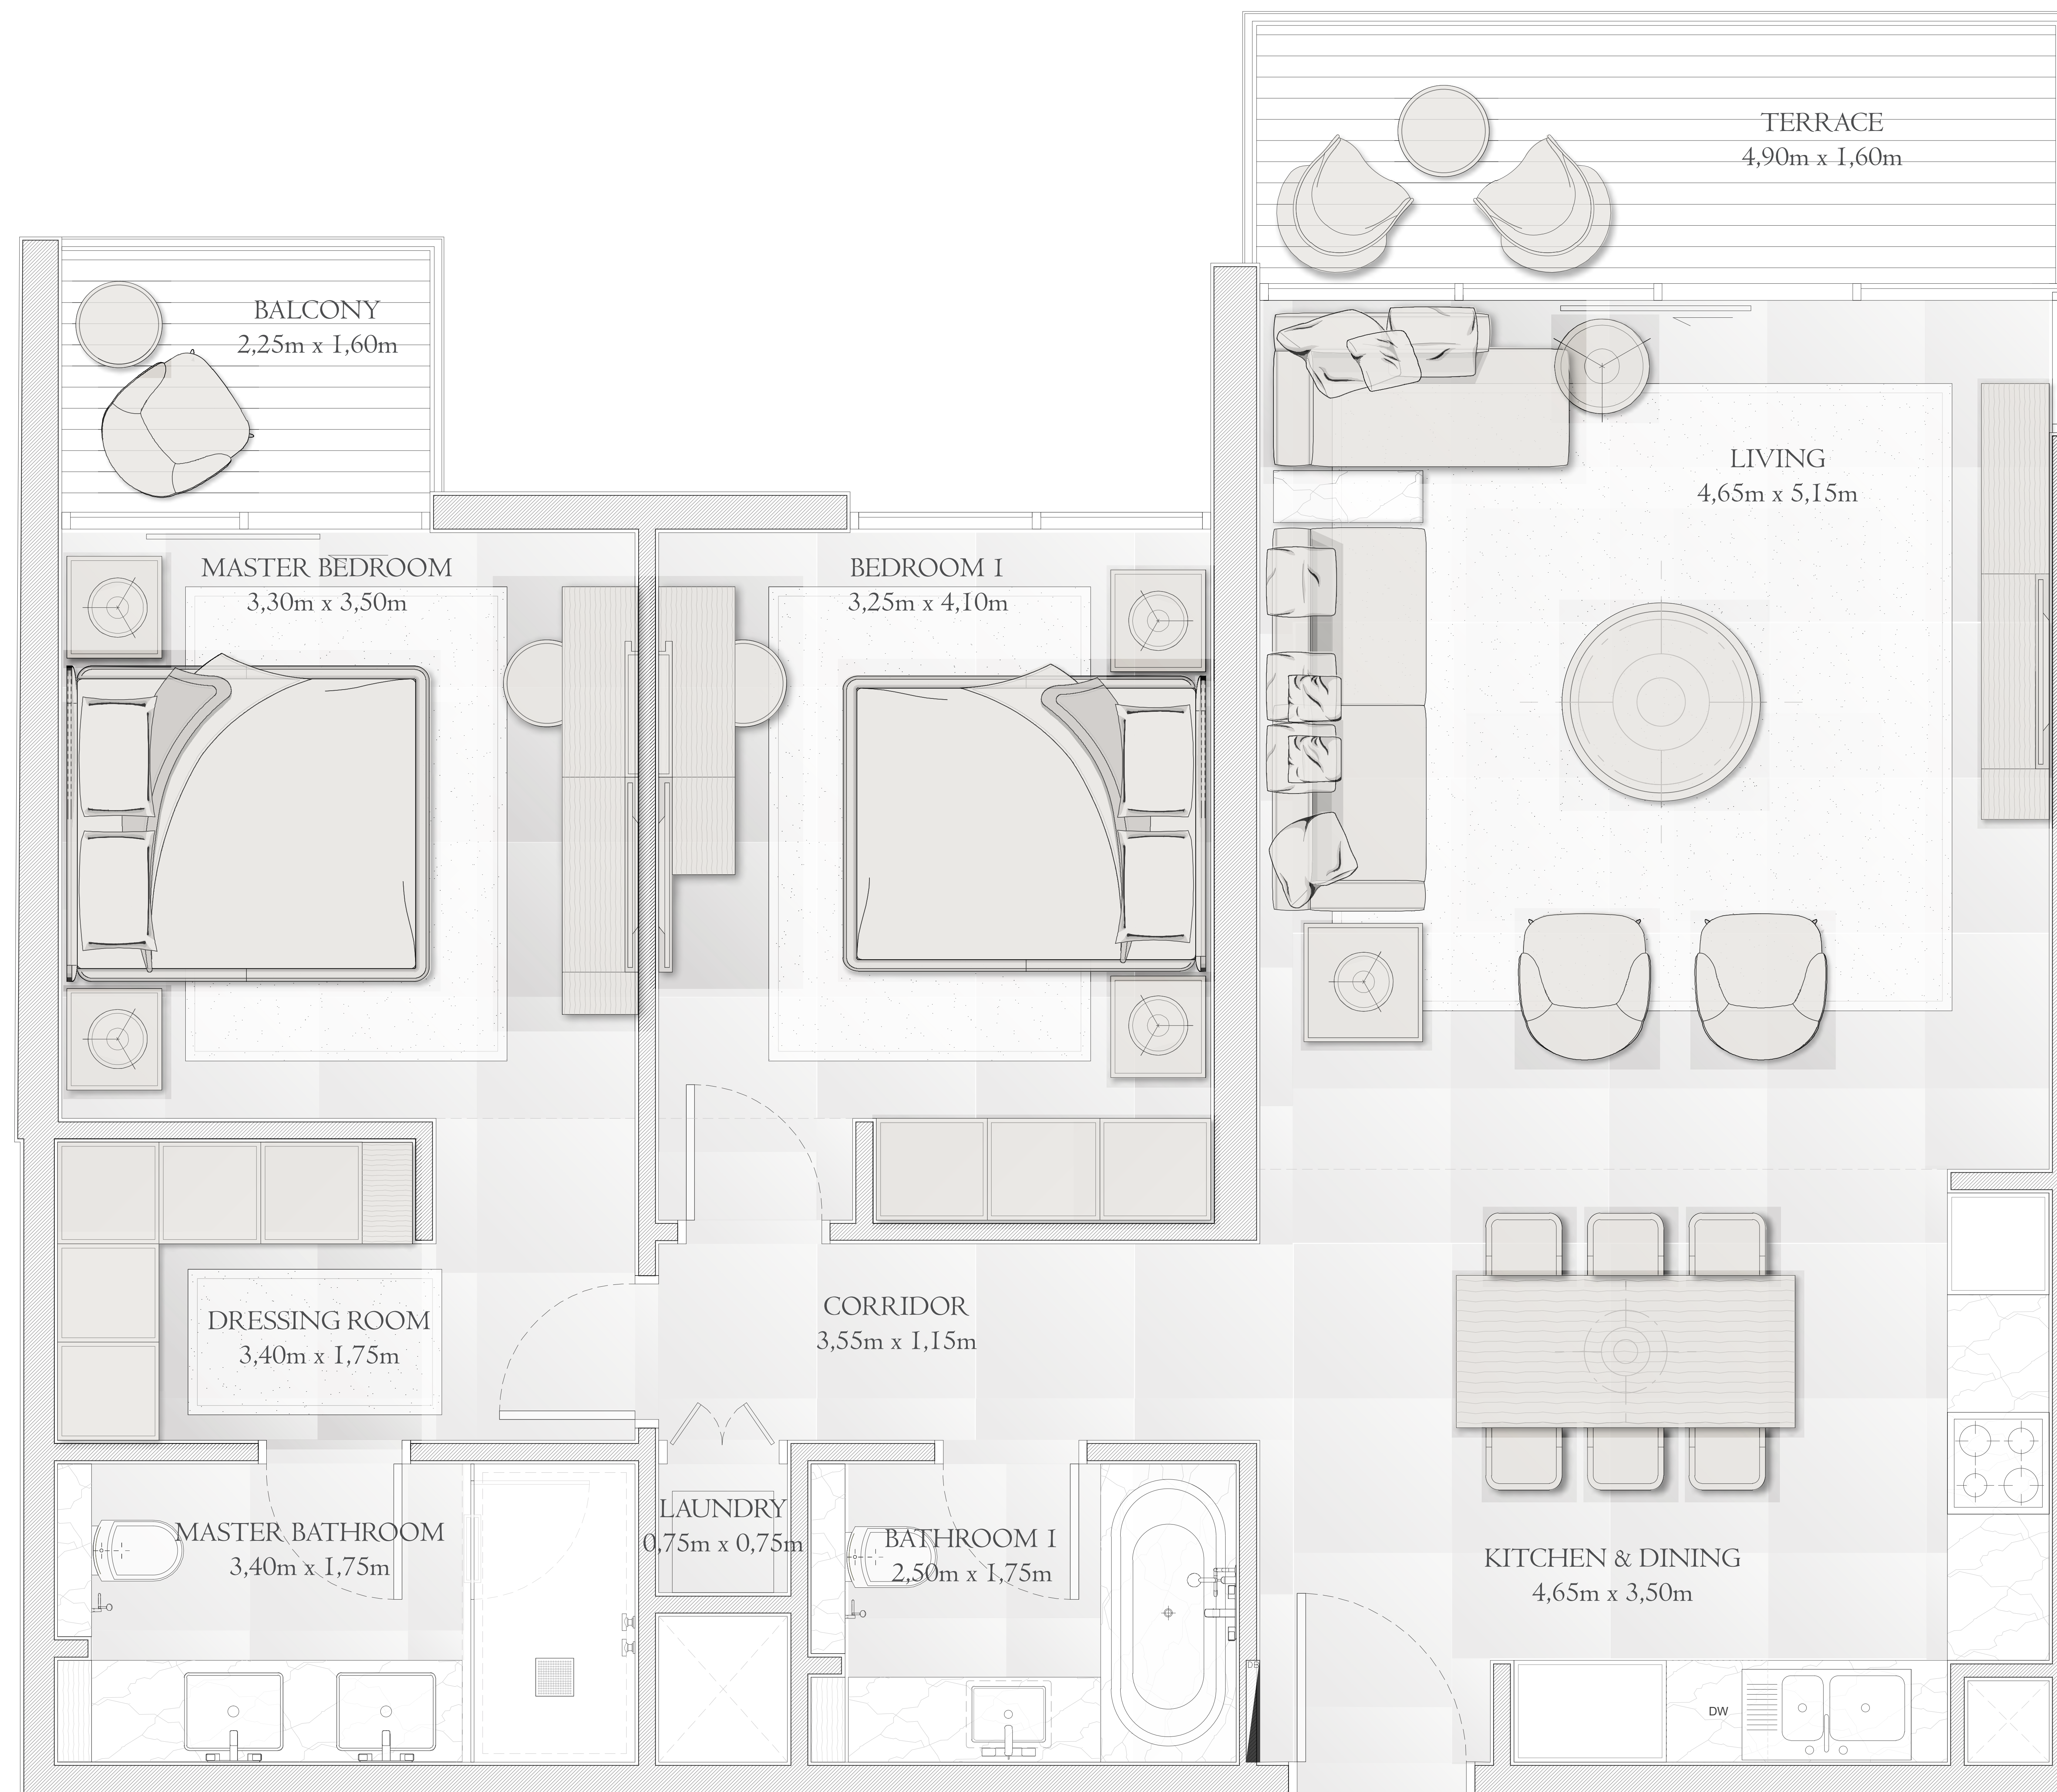 TERRACE
4,90m x 1,60m
BALCONY
2,25m x 1,60m
LIVING
4,65m x 5,15m
MASTER BEDROOM
3,30m x 3,50m
BEDROOM 1
3,25m x 4,10m
DRESSING ROOM
3,40m x 1,75m
CORRIDOR
3,55m x 1,15m
MASTER BATHROOM
3,40m x 1,75m
LAUNDRY
0,75m x 0,75m
BATHROOM 1
2,50m x 1,75m
KITCHEN & DINING
4,65m x 3,50m
DB
DW